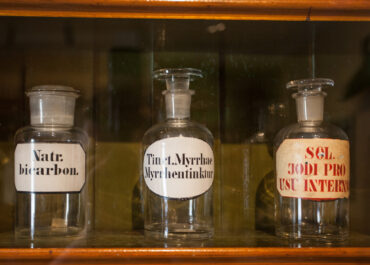 Natr.
bicarbon.
Tinct.Myrrhae
Myrrhentinktur
SOL.
JODI PRO
USU INTERNO